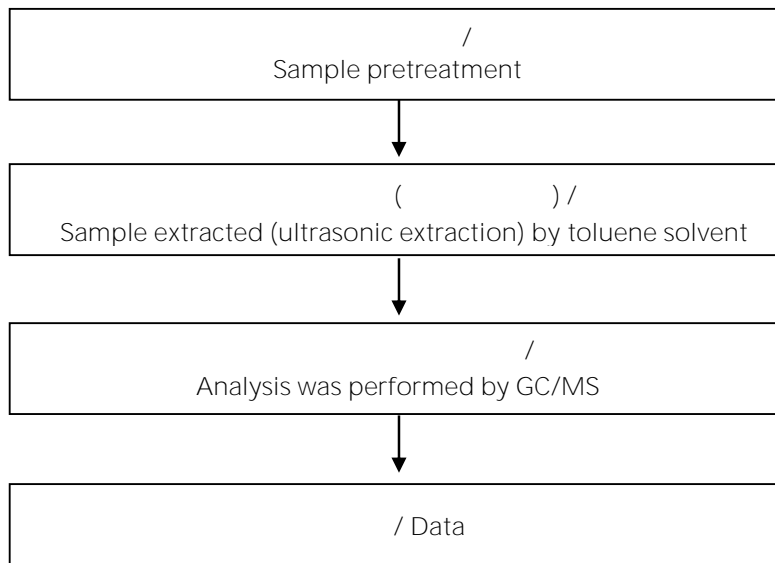 /
Sample pretreatment
( ) /
Sample extracted (ultrasonic extraction) by toluene solvent
/
Analysis was performed by GC/MS
/ Data